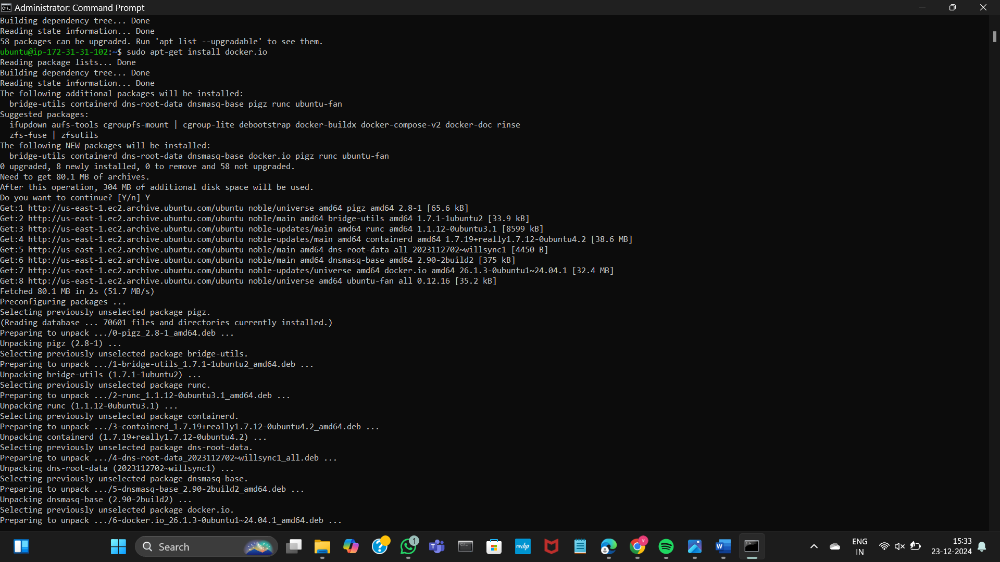 Administrator: Command Prompt
Building dependency tree... Done
Reading state information... Done
58 packages can be upgraded. Run 'apt list --upgradable' to see them.
ubuntu@ip-172-31-31-102:~$ sudo apt-get install docker.io
Reading package lists... Done
Building dependency tree... Done
Reading state information... Done
The following additional packages will be installed:
  bridge-utils containerd dns-root-data dnsmasq-base pigz runc ubuntu-fan
Suggested packages:
  ifupdown aufs-tools cgroupfs-mount | cgroup-lite debootstrap docker-buildx docker-compose-v2 docker-doc rinse
  zfs-fuse | zfsutils
The following NEW packages will be installed:
  bridge-utils containerd dns-root-data dnsmasq-base docker.io pigz runc ubuntu-fan
0 upgraded, 8 newly installed, 0 to remove and 58 not upgraded.
Need to get 80.1 MB of archives.
After this operation, 304 MB of additional disk space will be used.
Do you want to continue? [Y/n] Y
Get:1 http://us-east-1.ec2.archive.ubuntu.com/ubuntu noble/universe amd64 pigz amd64 2.8-1 [65.6 kB]
Get:2 http://us-east-1.ec2.archive.ubuntu.com/ubuntu noble/main amd64 bridge-utils amd64 1.7.1-1ubuntu2 [33.9 kB]
Get:3 http://us-east-1.ec2.archive.ubuntu.com/ubuntu noble-updates/main amd64 runc amd64 1.1.12-0ubuntu3.1 [8599 kB]
Get:4 http://us-east-1.ec2.archive.ubuntu.com/ubuntu noble-updates/main amd64 containerd amd64 1.7.19+really1.7.12-0ubuntu4.2 [38.6 MB]
Get:5 http://us-east-1.ec2.archive.ubuntu.com/ubuntu noble/main amd64 dns-root-data all 2023112702~willsync1 [4450 B]
Get:6 http://us-east-1.ec2.archive.ubuntu.com/ubuntu noble/main amd64 dnsmasq-base amd64 2.90-2build2 [375 kB]
Get:7 http://us-east-1.ec2.archive.ubuntu.com/ubuntu noble-updates/universe amd64 docker.io amd64 26.1.3-0ubuntu1~24.04.1 [32.4 MB]
Get:8 http://us-east-1.ec2.archive.ubuntu.com/ubuntu noble/universe amd64 ubuntu-fan all 0.12.16 [35.2 kB]
Fetched 80.1 MB in 2s (51.7 MB/s)
Preconfiguring packages ...
Selecting previously unselected package pigz.
(Reading database ... 70601 files and directories currently installed.)
Preparing to unpack .../0-pigz_2.8-1_amd64.deb ...
Unpacking pigz (2.8-1) ...
Selecting previously unselected package bridge-utils.
Preparing to unpack .../1-bridge-utils_1.7.1-1ubuntu2_amd64.deb ...
Unpacking bridge-utils (1.7.1-1ubuntu2) ...
Selecting previously unselected package runc.
Preparing to unpack .../2-runc_1.1.12-0ubuntu3.1_amd64.deb ...
Unpacking runc (1.1.12-0ubuntu3.1) ...
Selecting previously unselected package containerd.
Preparing to unpack .../3-containerd_1.7.19+really1.7.12-0ubuntu4.2_amd64.deb ...
Unpacking containerd (1.7.19+really1.7.12-0ubuntu4.2) ...
Selecting previously unselected package dns-root-data.
Preparing to unpack .../4-dns-root-data_2023112702~willsync1_all.deb ...
Unpacking dns-root-data (2023112702~willsync1) ...
Selecting previously unselected package dnsmasq-base.
Preparing to unpack .../5-dnsmasq-base_2.90-2build2_amd64.deb ...
Unpacking dnsmasq-base (2.90-2build2) ...
Selecting previously unselected package docker.io.
Preparing to unpack .../6-docker.io_26.1.3-0ubuntu1~24.04.1_amd64.deb ...
Search
1
myhp
V
ENG
IN
15:33
23-12-2024